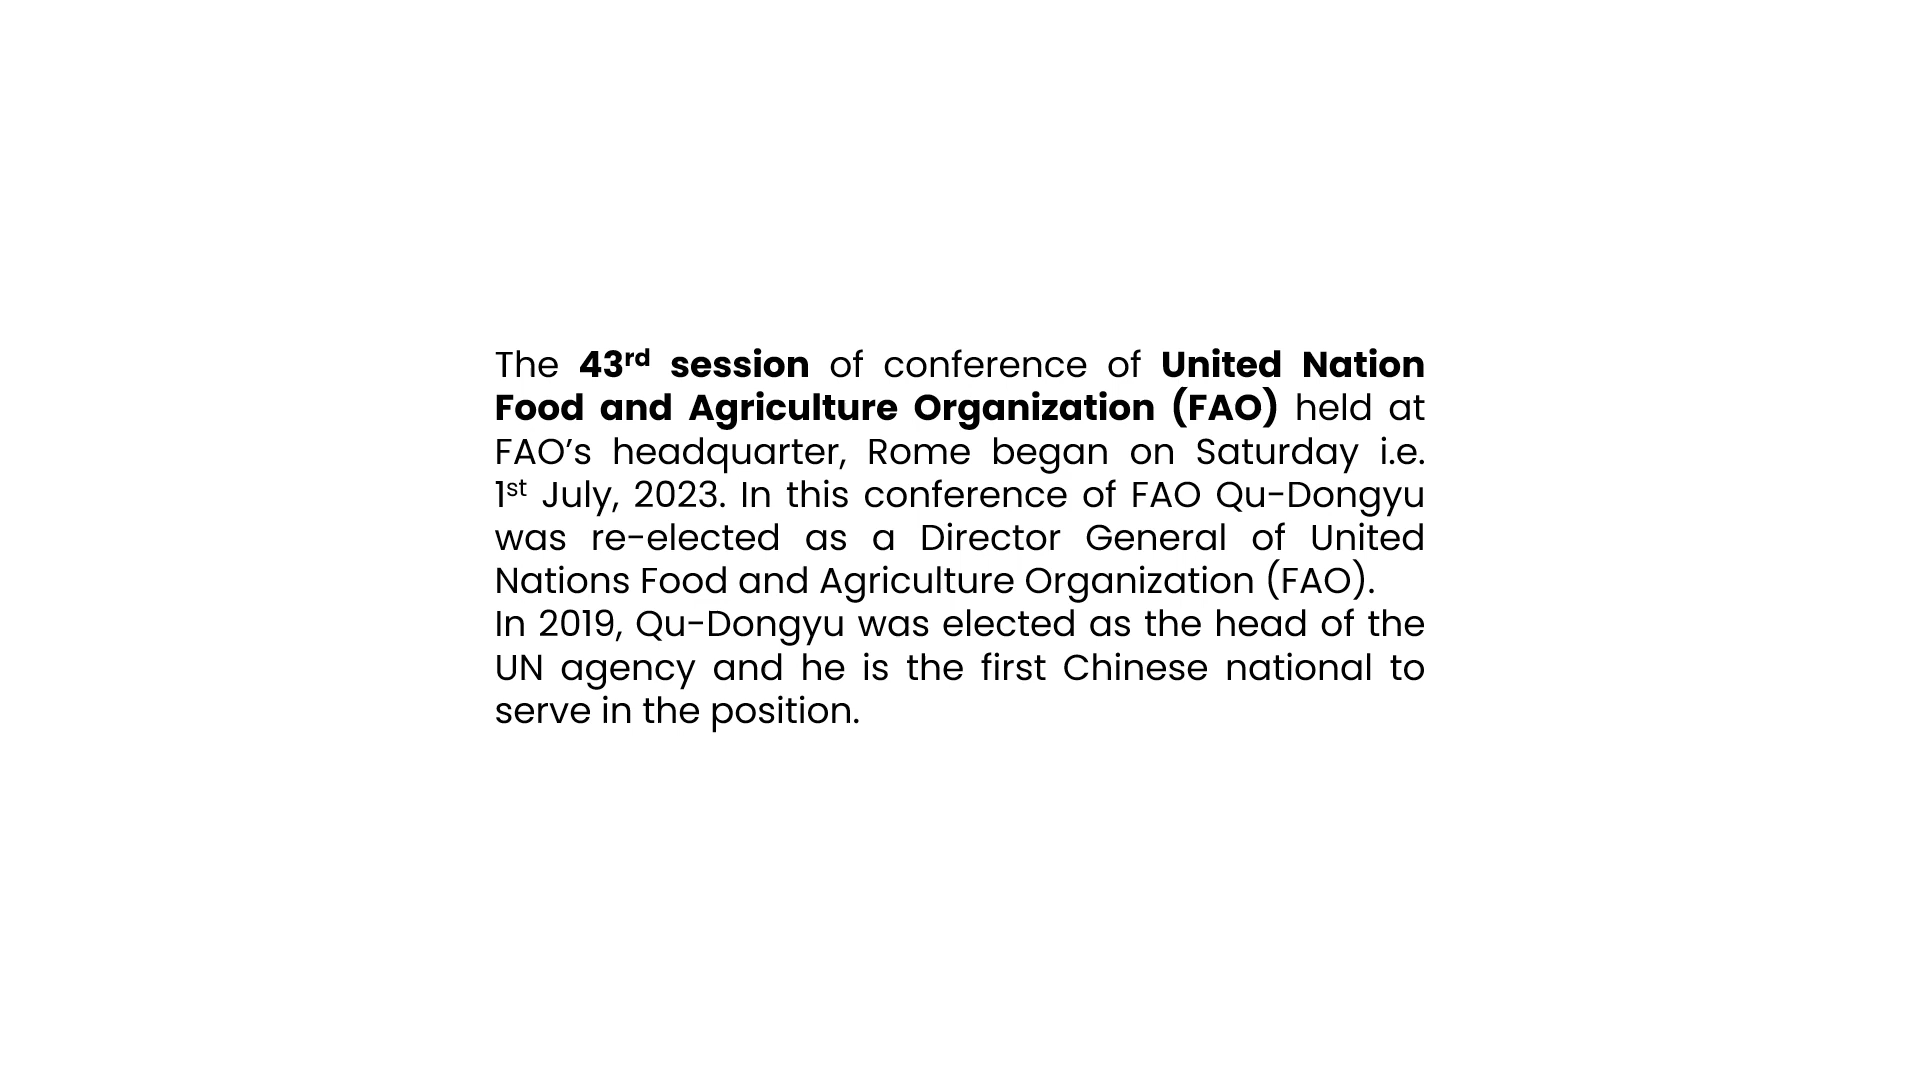 The 43rd session of conference of United Nation
Food and Agriculture Organization (FAO) held at
FAO’s headquarter, Rome began on Saturday i.e.
1st July, 2023. In this conference of FAO Qu-Dongyu
was re-elected as a Director General of United
Nations Food and Agriculture Organization (FAO).
In 2019, Qu-Dongyu was elected as the head of the
UN agency and he is the first Chinese national to
serve in the position.